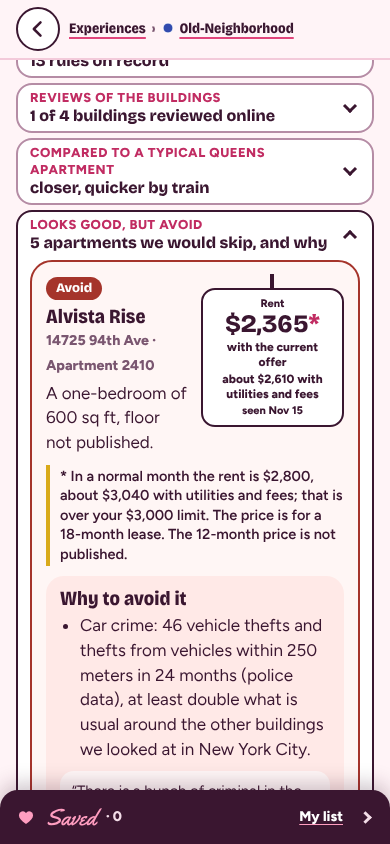 Experiences › Old-Neighborhood
13 rules on record
REVIEWS OF THE BUILDINGS
1 of 4 buildings reviewed online
COMPARED TO A TYPICAL QUEENS
APARTMENT
closer, quicker by train
LOOKS GOOD, BUT AVOID
5 apartments we would skip, and why
Avoid
Alvista Rise
14725 94th Ave ·
Apartment 2410
A one-bedroom of
600 sq ft, floor
not published.
Rent
$2,365*
with the current
offer
about $2,610 with
utilities and fees
seen Nov 15
* In a normal month the rent is $2,800,
about $3,040 with utilities and fees; that is
over your $3,000 limit. The price is for a
18-month lease. The 12-month price is not
published.
Why to avoid it
• Car crime: 46 vehicle thefts and
thefts from vehicles within 250
meters in 24 months (police
data), at least double what is
usual around the other buildings
we looked at in New York City.
“There is a bunch of criminal in the
Saved · 0
My list